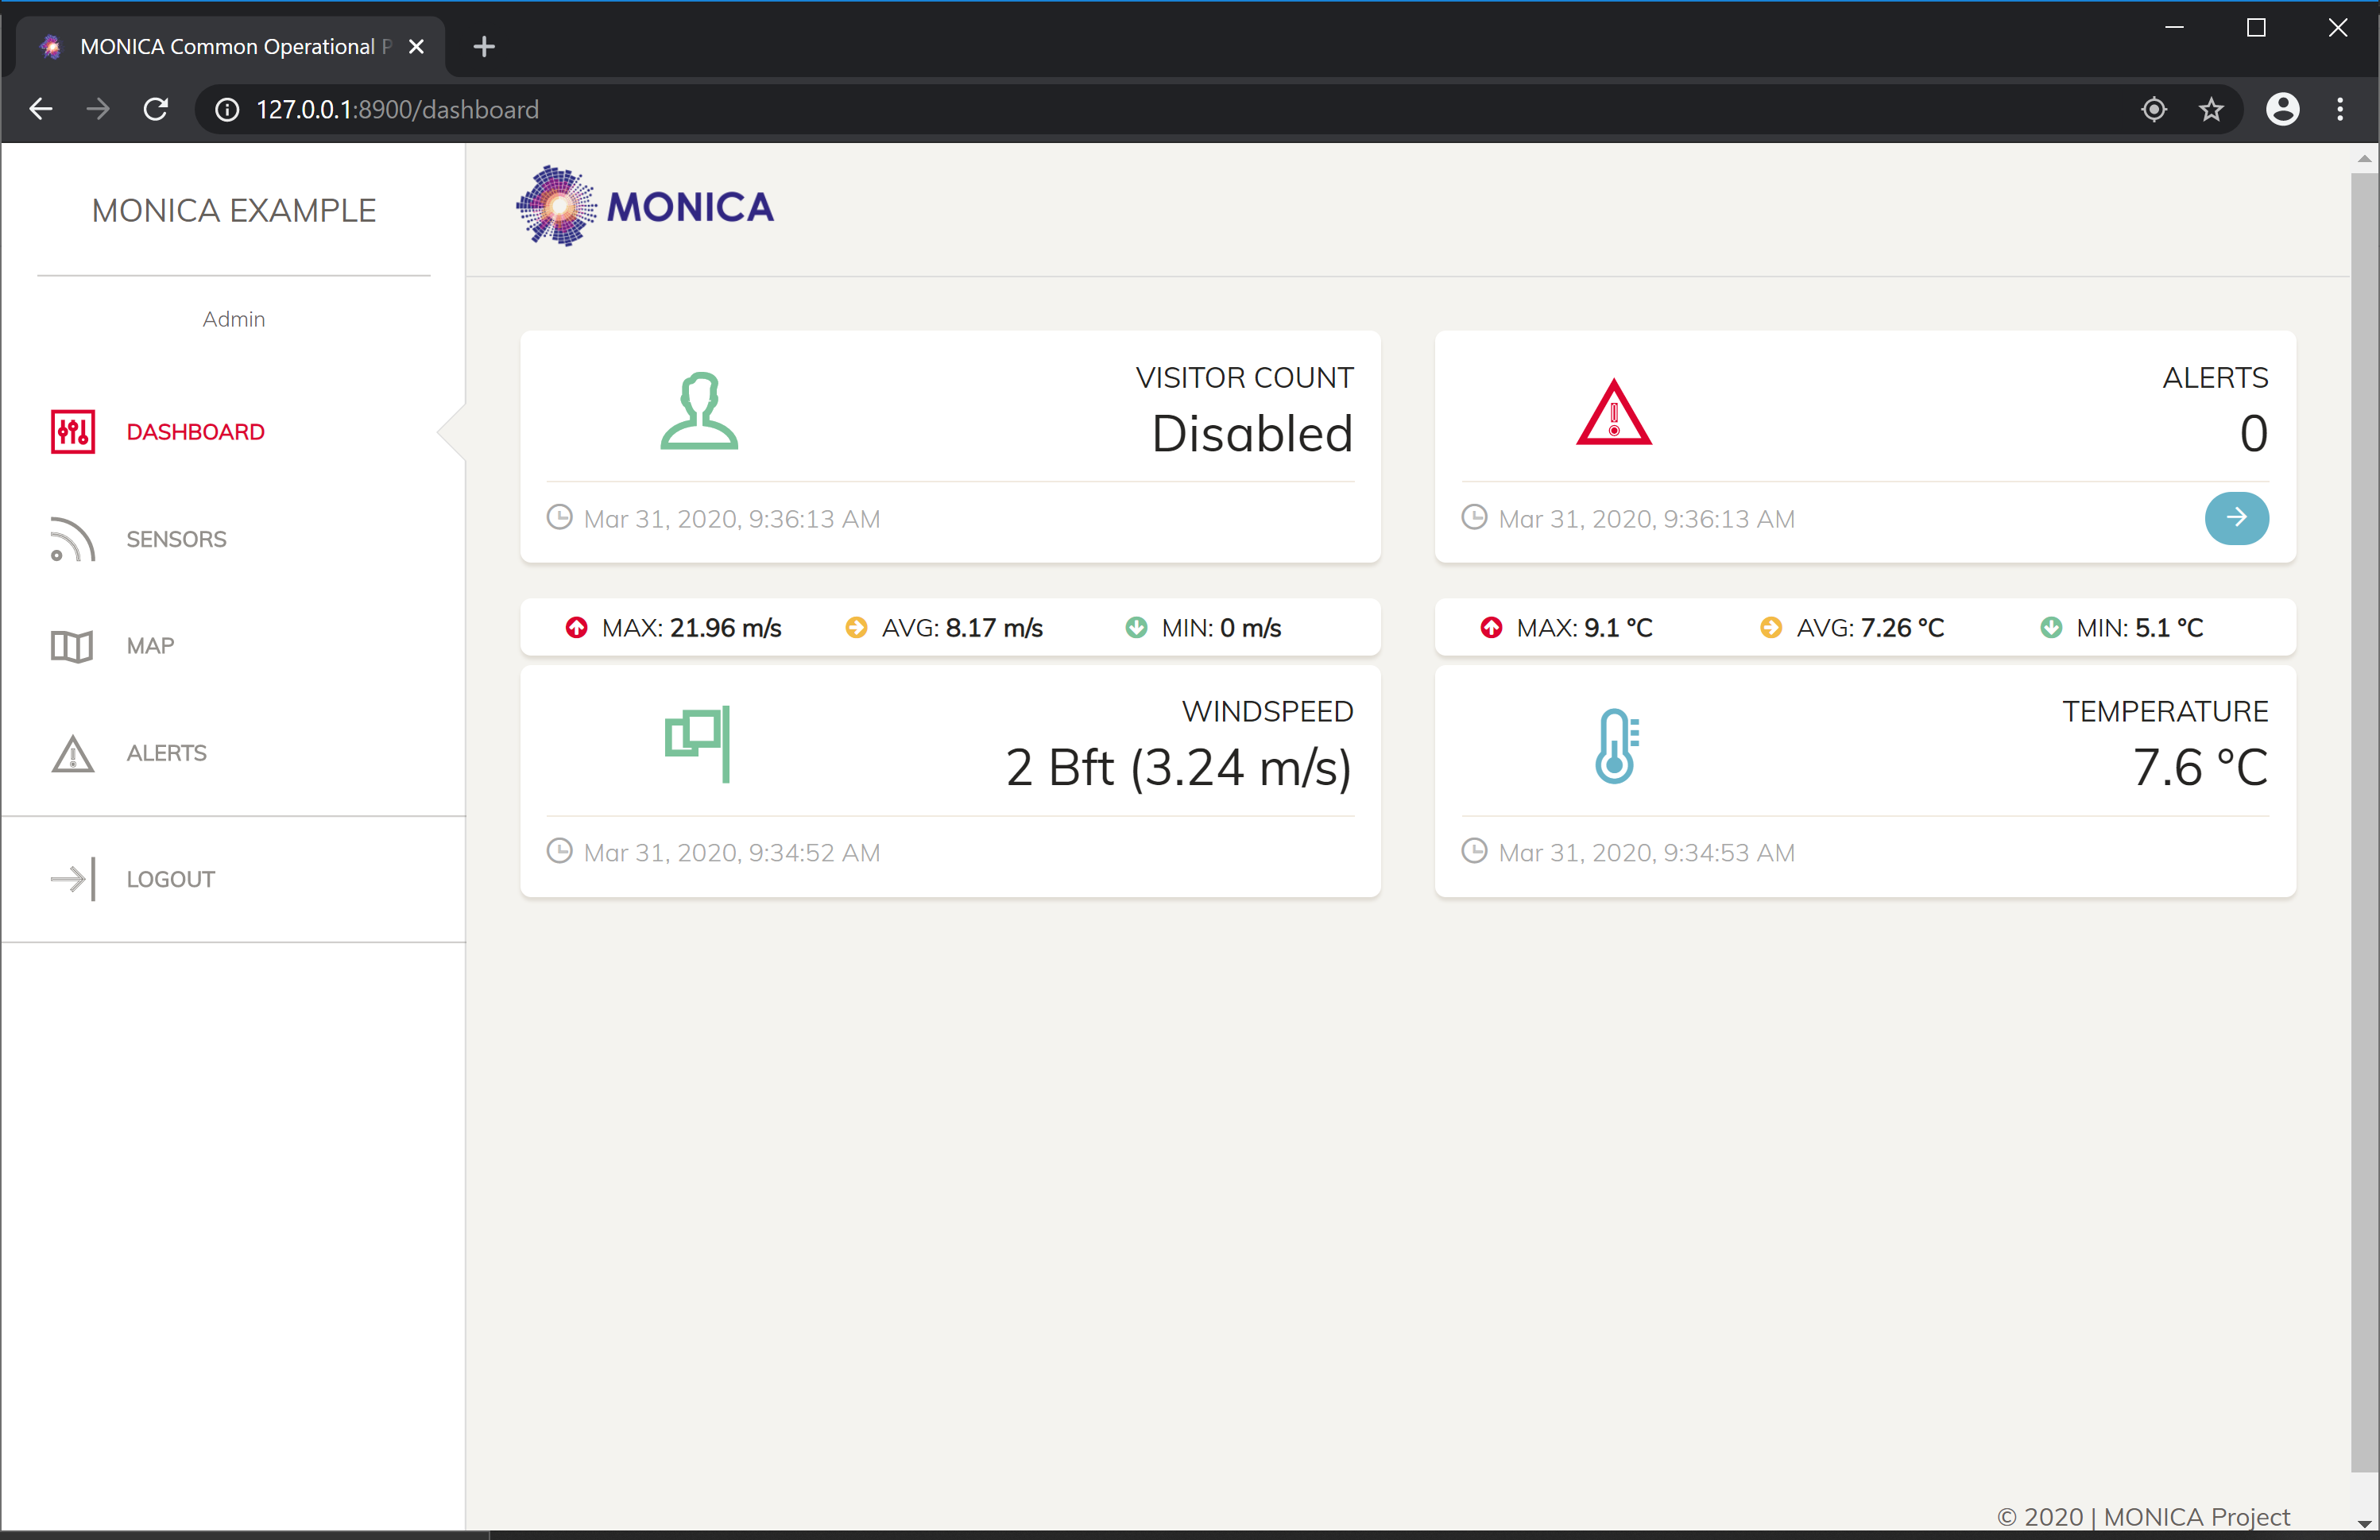 MONICA Common Operational P
127.0.0.1:8900/dashboard
MONICA EXAMPLE
Admin
DASHBOARD
SENSORS
MAP
ALERTS
LOGOUT
MONICA
VISITOR COUNT
Disabled
Mar 31, 2020, 9:36:13 AM
ALERTS
0
Mar 31, 2020, 9:36:13 AM
MAX: 21.96 m/s AVG: 8.17 m/s MIN: 0 m/s
WINDSPEED
2 Bft (3.24 m/s)
Mar 31, 2020, 9:34:52 AM
MAX: 9.1 °C AVG: 7.26 °C MIN: 5.1 °C
TEMPERATURE
7.6 °C
Mar 31, 2020, 9:34:53 AM
© 2020 | MONICA Project